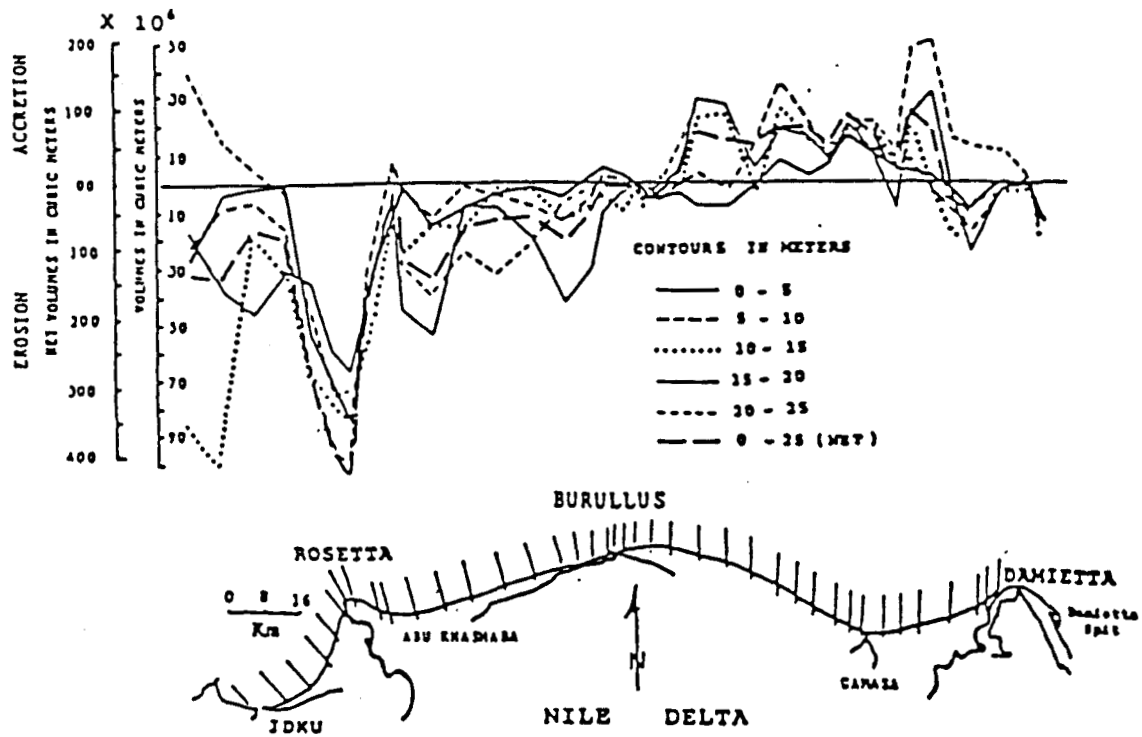 X 10⁶
ACCRETION
EROSION
NET VOLUMES IN CUBIC METERS
200
100
00
100
200
300
400
VOLUMES IN CUBIC METERS
50
30
10
10
30
50
70
90
CONTOURS IN METERS
0 - 5
5 - 10
10 - 15
15 - 20
20 - 25
0 - 25 (NET)
BURULLUS
ROSETTA
DAMIETTA
0 8 16
Km
ABU KHASHABA
Damietta
Spit
N
GAMASA
IDKU
NILE DELTA